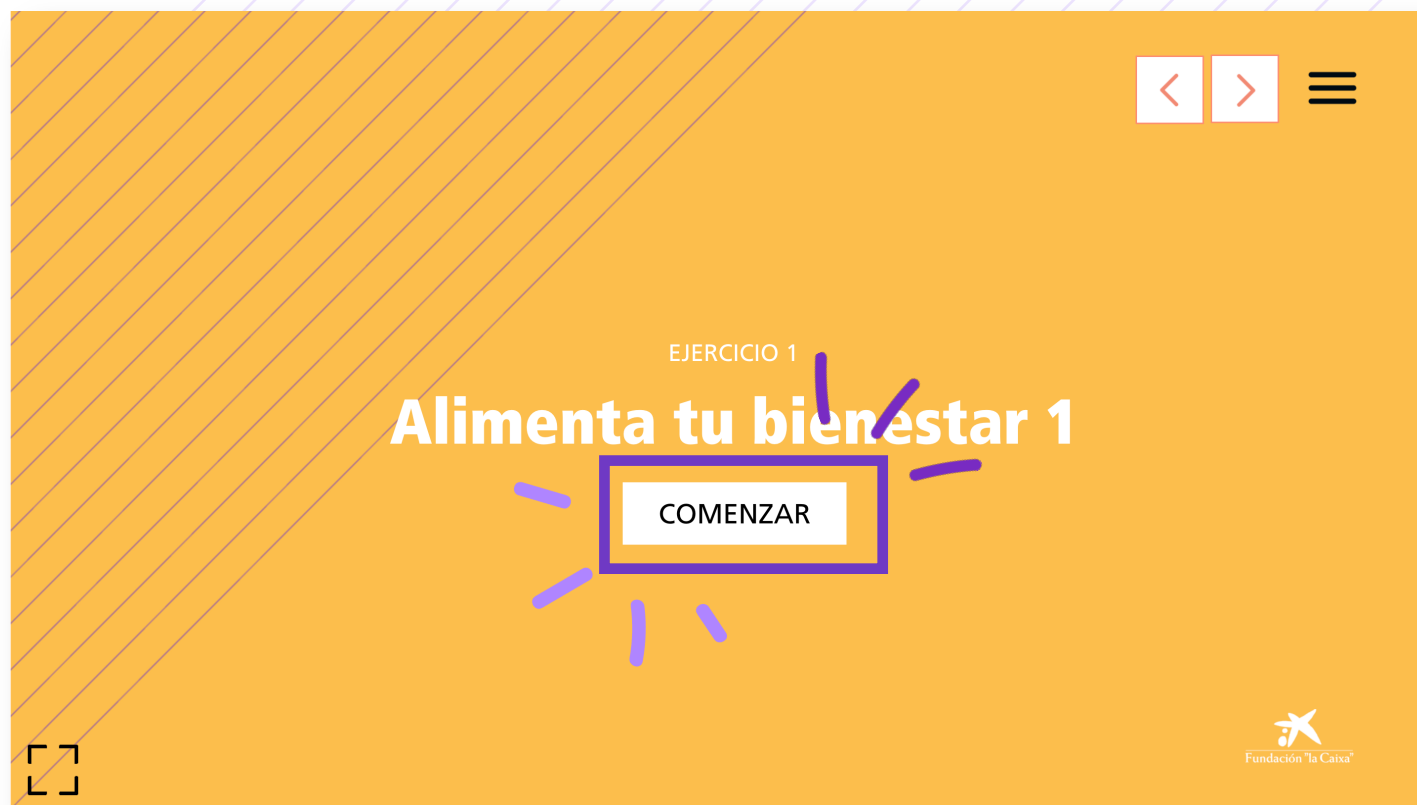 EJERCICIO 1
Alimenta tu bienestar 1
COMENZAR
Fundación "la Caixa"